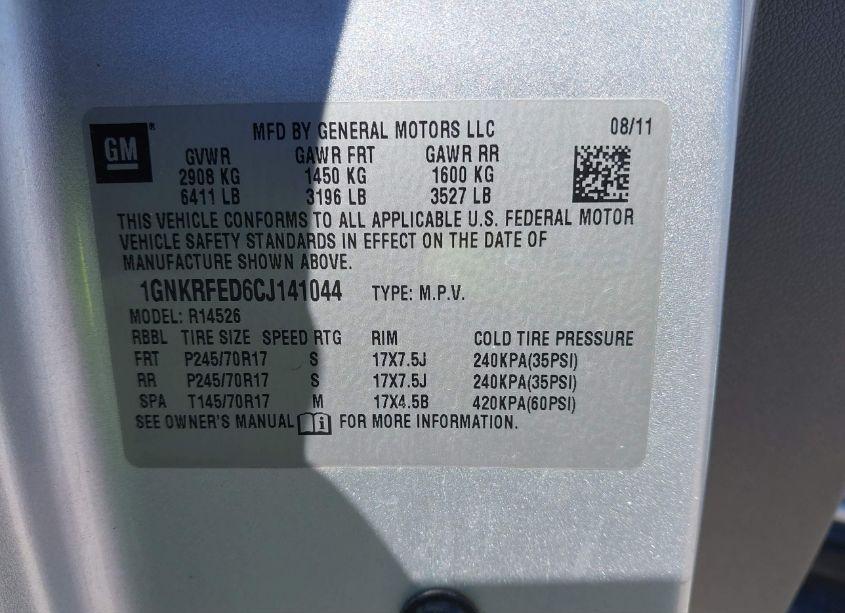 GM ®
MFD BY GENERAL MOTORS LLC 08/11
GVWR GAWR FRT GAWR RR
2908 KG 1450 KG 1600 KG
6411 LB 3196 LB 3527 LB
THIS VEHICLE CONFORMS TO ALL APPLICABLE U.S. FEDERAL MOTOR
VEHICLE SAFETY STANDARDS IN EFFECT ON THE DATE OF
MANUFACTURE SHOWN ABOVE.
1GNKRFED6CJ141044 TYPE: M.P.V.
MODEL: R14526
RBBL TIRE SIZE SPEED RTG RIM COLD TIRE PRESSURE
FRT P245/70R17 S 17X7.5J 240KPA(35PSI)
RR P245/70R17 S 17X7.5J 240KPA(35PSI)
SPA T145/70R17 M 17X4.5B 420KPA(60PSI)
SEE OWNER'S MANUAL i FOR MORE INFORMATION.